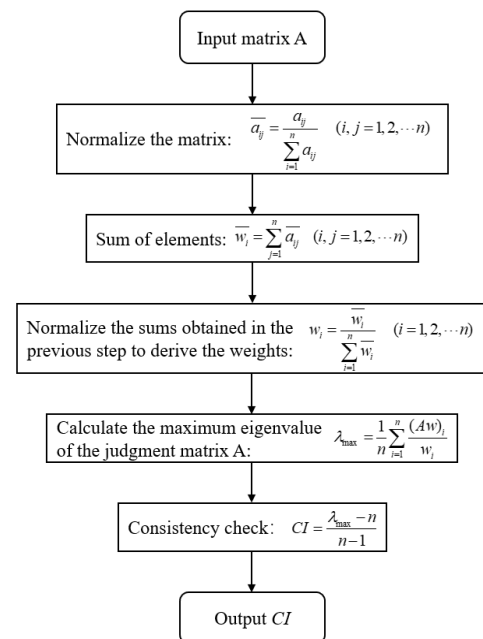 Input matrix A
Normalize the matrix: $\overline{a_{ij}} = \frac{a_{ij}}{\sum_{i=1}^{n} a_{ij}}$ (i, j = 1, 2, ⋯ n)
Sum of elements: $\overline{w_i} = \sum_{j=1}^{n} \overline{a_{ij}}$ (i, j = 1, 2, ⋯ n)
Normalize the sums obtained in the
previous step to derive the weights: $w_i = \frac{\overline{w_i}}{\sum_{i=1}^{n} \overline{w_i}}$ (i = 1, 2, ⋯ n)
Calculate the maximum eigenvalue
of the judgment matrix A: $\lambda_{\max} = \frac{1}{n} \sum_{i=1}^{n} \frac{(Aw)_i}{w_i}$
Consistency check: $CI = \frac{\lambda_{\max} - n}{n - 1}$
Output CI